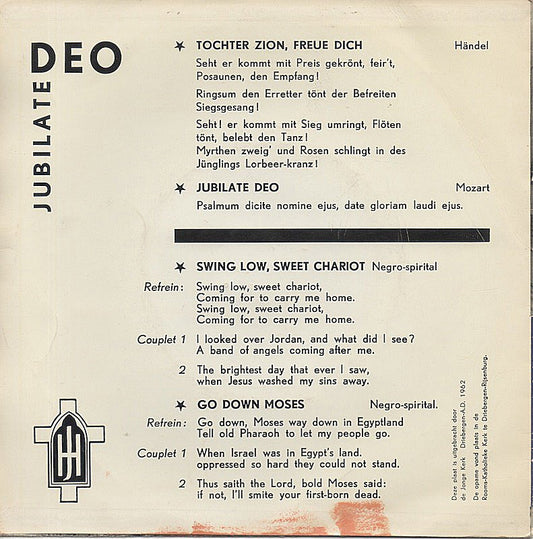 JUBILATE
DEO
★ TOCHTER ZION, FREUE DICH Händel
Seht er kommt mit Preis gekrönt, feir't,
Posaunen, den Empfang!
Ringsum den Erretter tönt der Befreiten
Siegsgesang!
Seht! er kommt mit Sieg umringt, Flöten
tönt, belebt den Tanz!
Myrthen zweig' und Rosen schlingt in des
Jünglings Lorbeer-kranz!
★ JUBILATE DEO Mozart
Psalmum dicite nomine ejus, date gloriam laudi ejus.
★ SWING LOW, SWEET CHARIOT Negro-spirital
Refrein: Swing low, sweet chariot,
Coming for to carry me home.
Swing low, sweet chariot,
Coming for to carry me home.
Couplet 1 I looked over Jordan, and what did I see?
A band of angels coming after me.
2 The brightest day that ever I saw,
when Jesus washed my sins away.
★ GO DOWN MOSES Negro-spirital.
Refrein: Go down, Moses way down in Egyptland
Tell old Pharaoh to let my people go.
Couplet 1 When Israel was in Egypt's land.
oppressed so hard they could not stand.
2 Thus saith the Lord, bold Moses said:
if not, I'll smite your first-born dead.
Deze plaat is uitgebracht door
de Jonge Kerk Driebergen-A.D. 1962
De opame vond plaats in de
Rooms-Katholieke Kerk te Driebergen-Rijsenburg.
JH